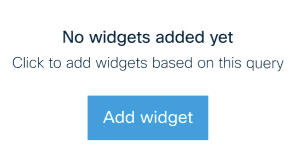 No widgets added yet
Click to add widgets based on this query
Add widget